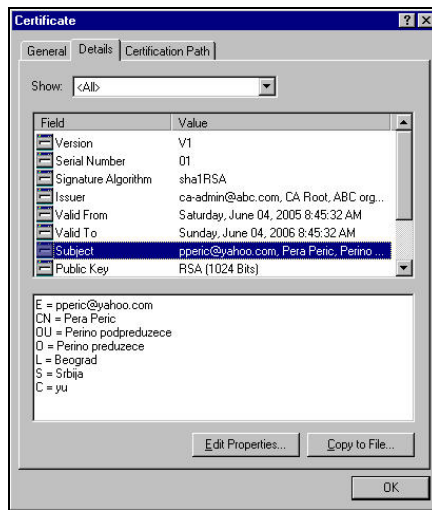 Certificate
General Details Certification Path
Show: <All>
Field Value
Version V1
Serial Number 01
Signature Algorithm sha1RSA
Issuer ca-admin@abc.com, CA Root, ABC org...
Valid From Saturday, June 04, 2005 8:45:32 AM
Valid To Sunday, June 04, 2006 8:45:32 AM
Subject pperic@yahoo.com, Pera Peric, Perino ...
Public Key RSA (1024 Bits)
E = pperic@yahoo.com
CN = Pera Peric
OU = Perino podpreduzece
O = Perino preduzece
L = Beograd
S = Srbija
C = yu
Edit Properties... Copy to File...
OK